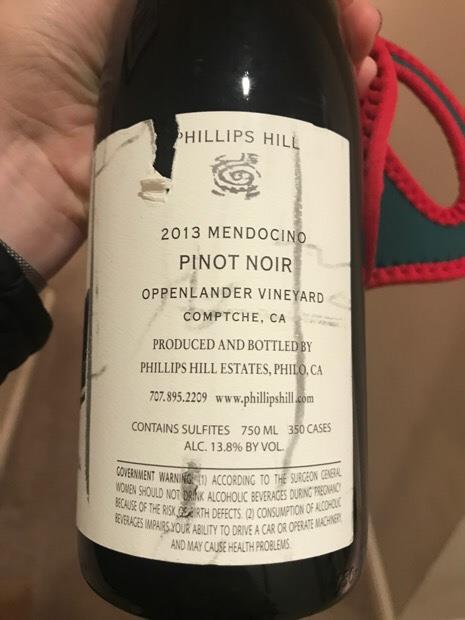 PHILLIPS HILL
2013 MENDOCINO
PINOT NOIR
OPPENLANDER VINEYARD
COMPTCHE, CA
PRODUCED AND BOTTLED BY
PHILLIPS HILL ESTATES, PHILO, CA
707.895.2209 www.phillipshill.com
CONTAINS SULFITES 750 ML 350 CASES
ALC. 13.8% BY VOL.
GOVERNMENT WARNING: (1) ACCORDING TO THE SURGEON GENERAL
WOMEN SHOULD NOT DRINK ALCOHOLIC BEVERAGES DURING PREGNANCY
BECAUSE OF THE RISK OF BIRTH DEFECTS. (2) CONSUMPTION OF ALCOHOLIC
BEVERAGES IMPAIRS YOUR ABILITY TO DRIVE A CAR OR OPERATE MACHINERY,
AND MAY CAUSE HEALTH PROBLEMS.